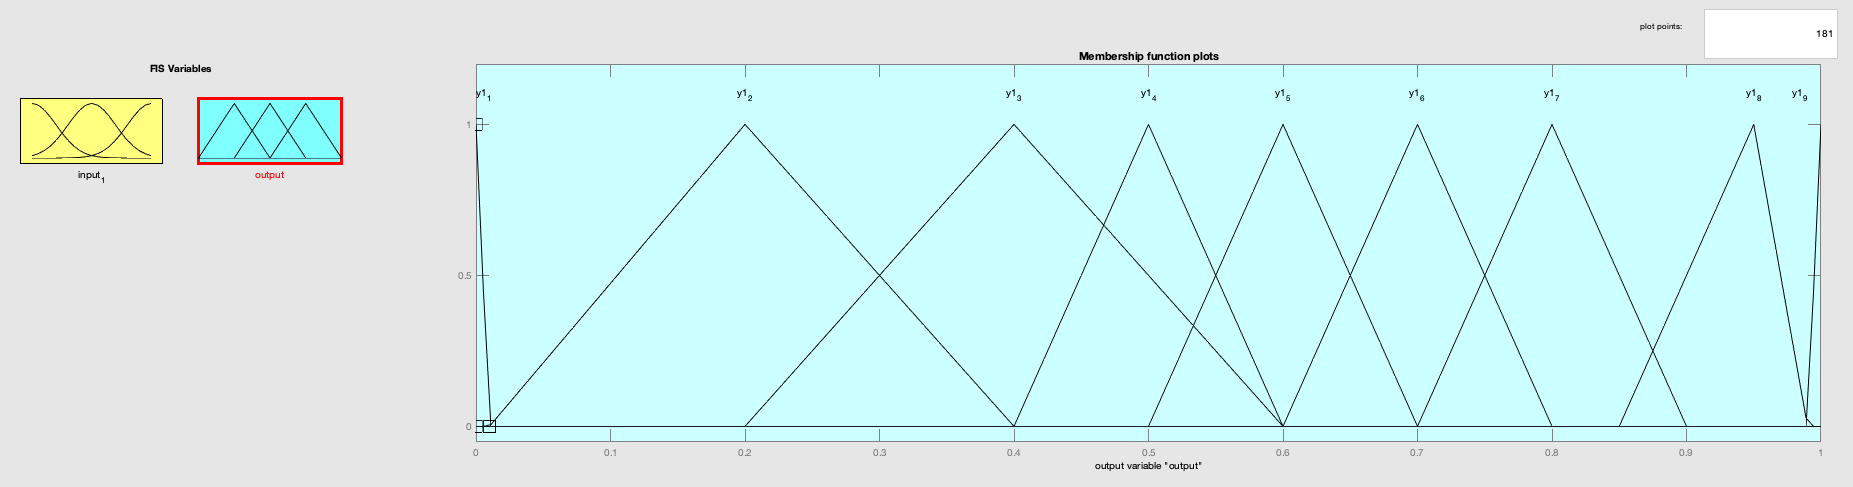 plot points:
181
FIS Variables
input1
output
Membership function plots
y11 y12 y13 y14 y15 y16 y17 y18 y19
1
0.5
0
0 0.1 0.2 0.3 0.4 0.5 0.6 0.7 0.8 0.9 1
output variable "output"